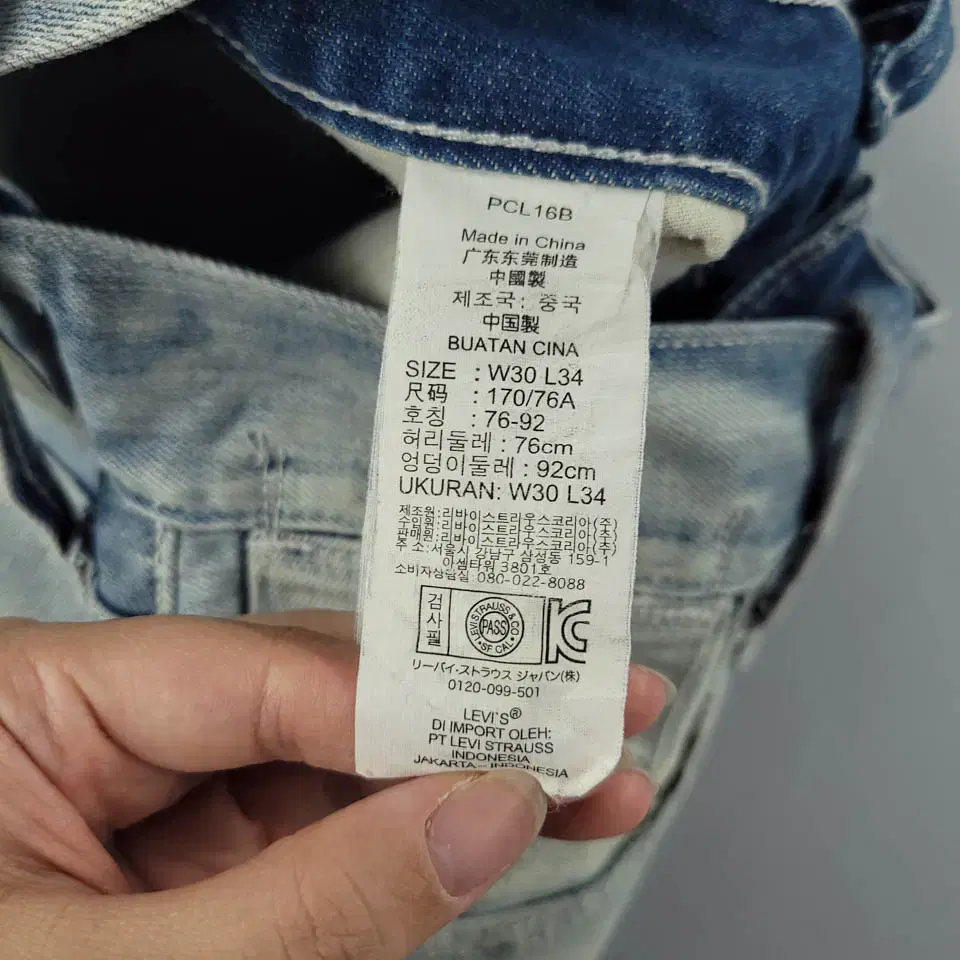 PCL16B
Made in China
广东东莞制造
中國製
제조국: 중국
中国製
BUATAN CINA
SIZE : W30 L34
尺码 : 170/76A
호칭 : 76-92
허리둘레 : 76cm
엉덩이둘레 : 92cm
UKURAN: W30 L34
제조원:리바이스트라우스코리아(주)
수입원:리바이스트라우스코리아(주)
판매원:리바이스트라우스코리아(주)
주 소:서울시 강남구 삼성동 159-1
아셈타워 3801호
소비자상담실: 080-022-8088
검사필
LEVI STRAUSS & CO
PASS
SF CAL
リーバイ・ストラウス ジャパン(株)
0120-099-501
LEVI'S®
DI IMPORT OLEH:
PT LEVI STRAUSS
INDONESIA
JAKARTA - INDONESIA